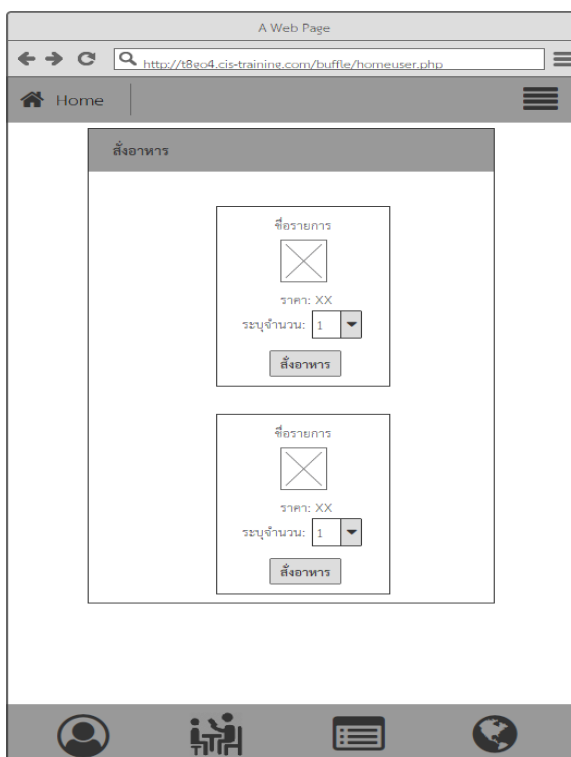 A Web Page
http://t8go4.cis-training.com/buffle/homeuser.php
Home
สั่งอาหาร
ชื่อรายการ
ราคา: XX
ระบุจำนวน: 1
สั่งอาหาร
ชื่อรายการ
ราคา: XX
ระบุจำนวน: 1
สั่งอาหาร